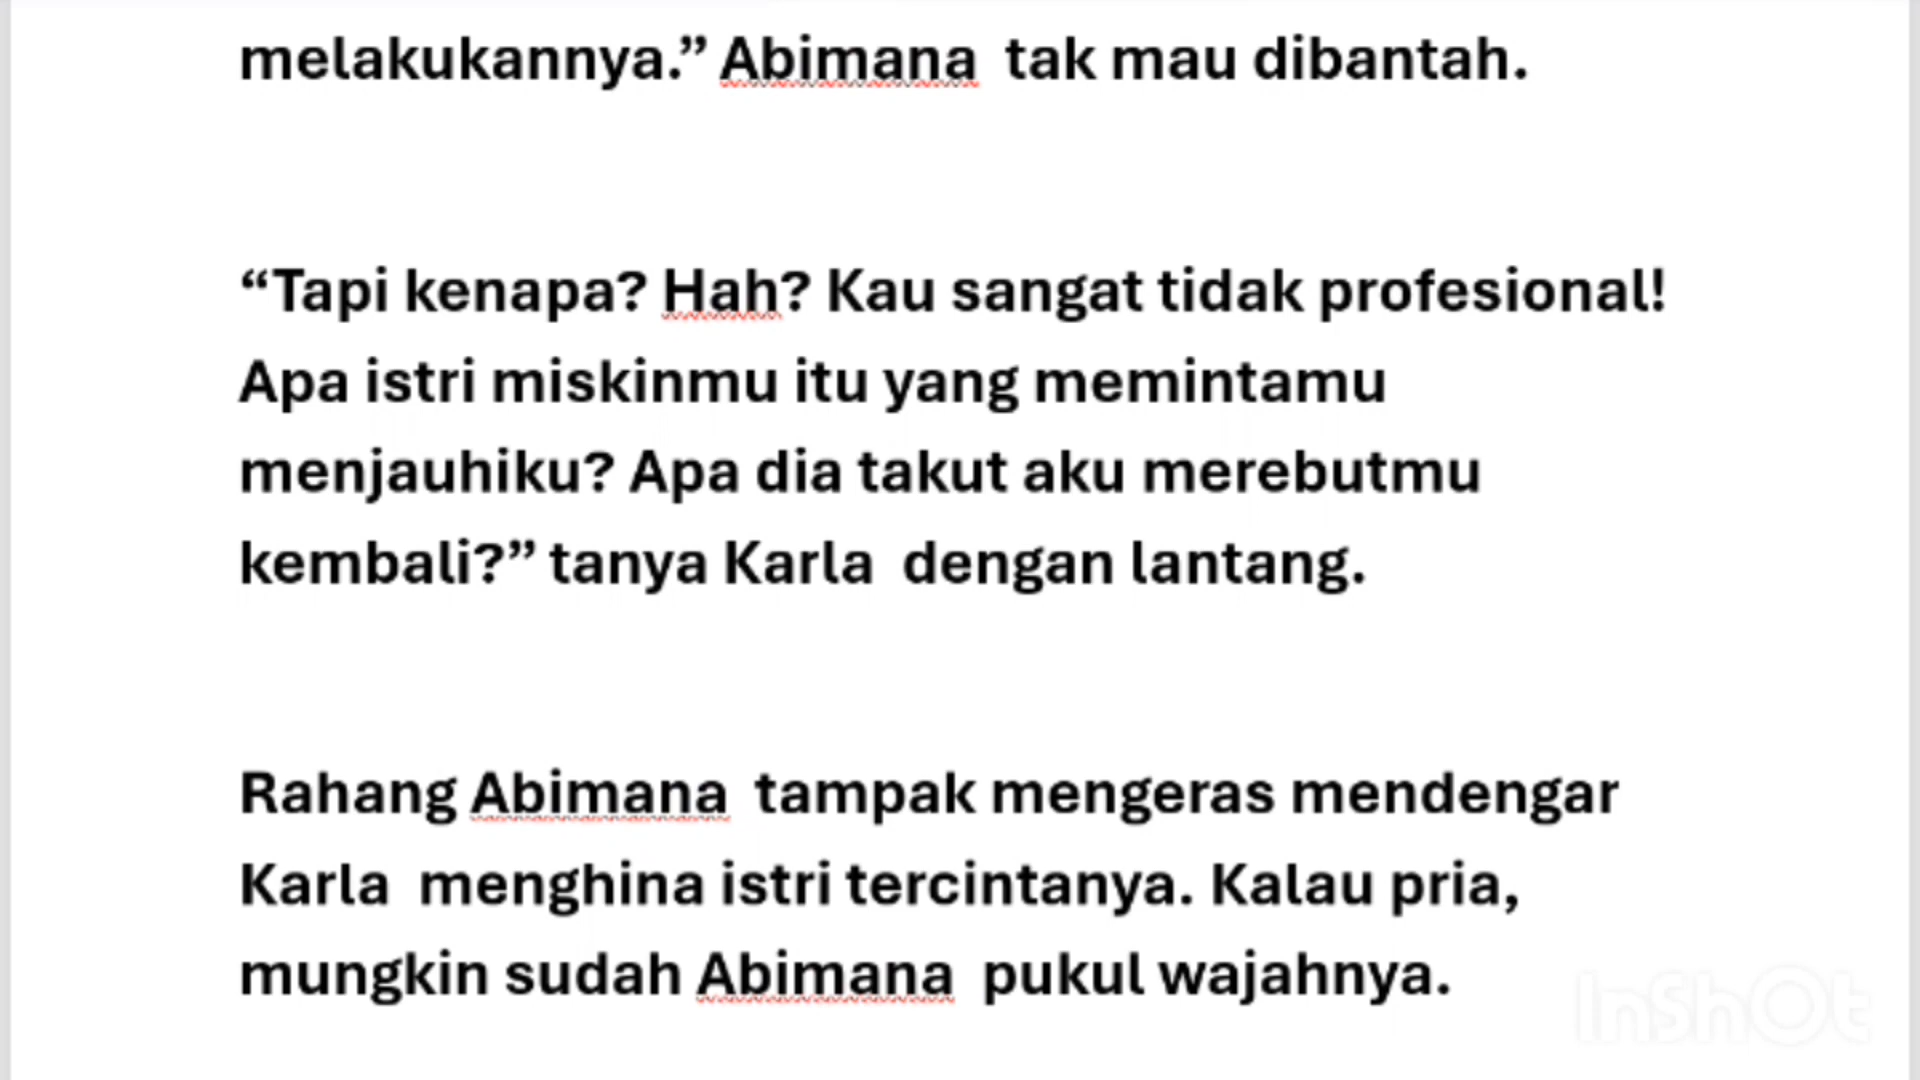 melakukannya.” Abimana  tak mau dibantah.
“Tapi kenapa? Hah? Kau sangat tidak profesional!
Apa istri miskinmu itu yang memintamu
menjauhiku? Apa dia takut aku merebutmu
kembali?” tanya Karla  dengan lantang.
Rahang Abimana  tampak mengeras mendengar
Karla  menghina istri tercintanya. Kalau pria,
mungkin sudah Abimana  pukul wajahnya.
InShOt